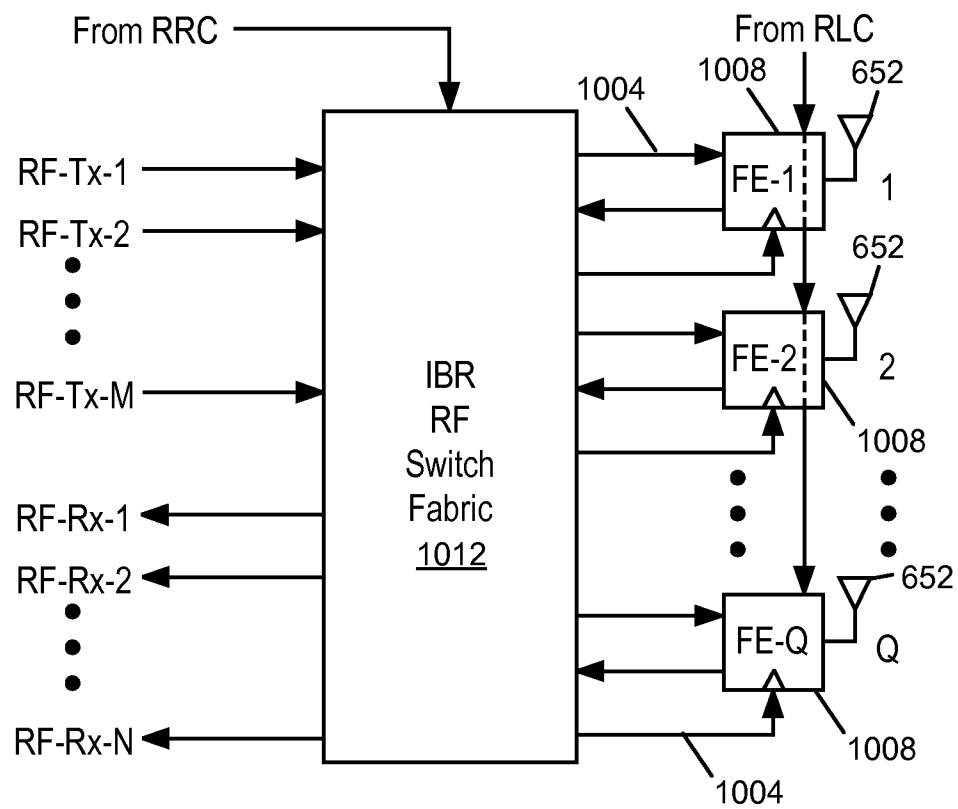 From RRC
From RLC
1008
652
1004
RF-Tx-1
FE-1
1
RF-Tx-2
652
FE-2
2
IBR
RF
Switch
Fabric
1012
RF-Tx-M
1008
RF-Rx-1
RF-Rx-2
652
FE-Q
Q
RF-Rx-N
1008
1004